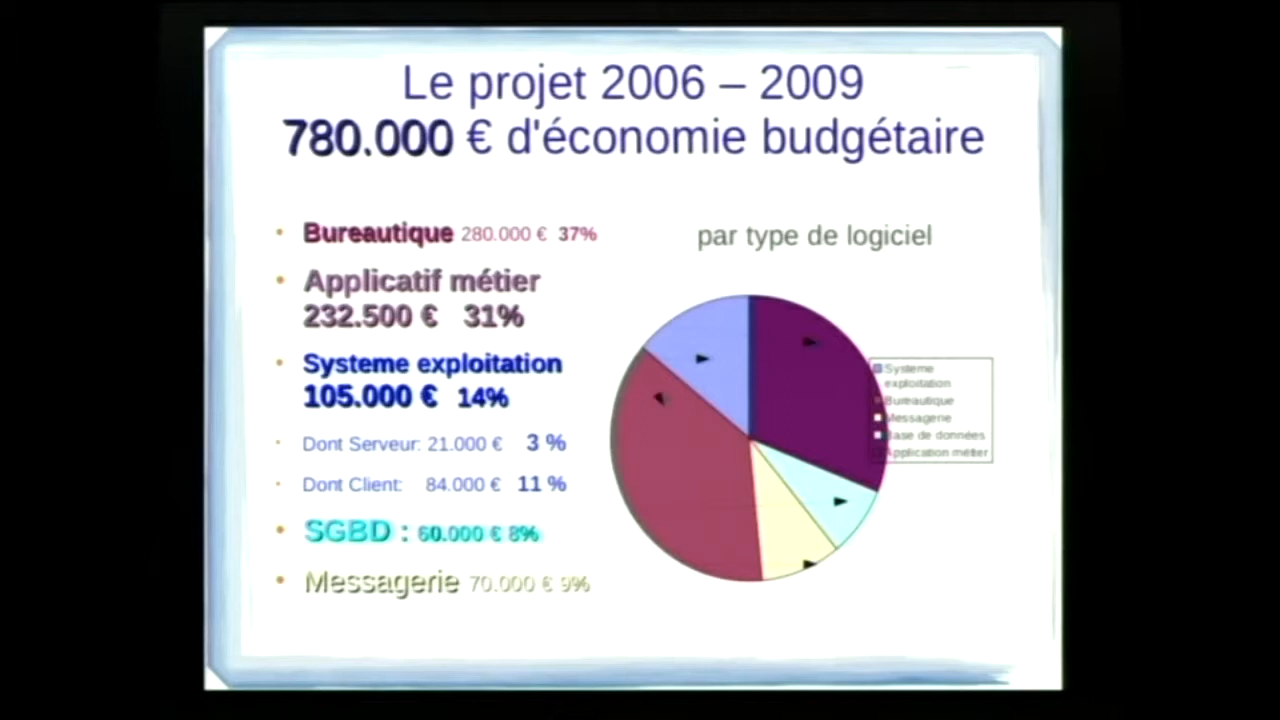 Le projet 2006 – 2009
780.000 € d'économie budgétaire
• Bureautique 280.000 € 37%
• Applicatif métier
232.500 € 31%
• Systeme exploitation
105.000 € 14%
• Dont Serveur: 21.000 € 3 %
• Dont Client: 84.000 € 11 %
• SGBD : 60.000 € 8%
• Messagerie 70.000 € 9%
par type de logiciel
Systeme
exploitation
Bureautique
Messagerie
Base de données
Application métier